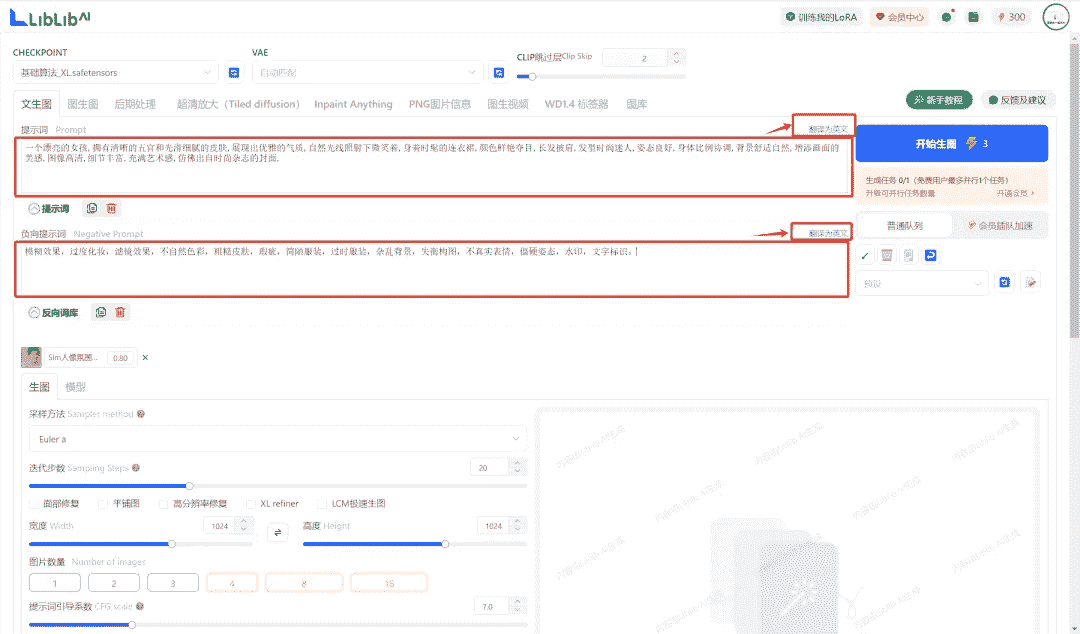 LibLibAI
训练我的LoRA
会员中心
300
CHECKPOINT
VAE
CLIP跳过层Clip Skip
2
基础算法_XL.safetensors
自动匹配
文生图
图生图
后期处理
超清放大（Tiled diffusion）
Inpaint Anything
PNG图片信息
图生视频
WD1.4 标签器
图库
新手教程
反馈及建议
提示词 Prompt
翻译为英文
一个漂亮的女孩,拥有清晰的五官和光滑细腻的皮肤,展现出优雅的气质,自然光线照射下微笑着,身着时髦的连衣裙,颜色鲜艳夺目,长发披肩,发型时尚迷人,姿态良好,身体比例协调,背景舒适自然,增添画面的
美感,图像高清,细节丰富,充满艺术感,仿佛出自时尚杂志的封面.
开始生图 3
生成任务 0/1（免费用户最多并行1个任务）
升级可并行任务数量
开通会员 ›
提示词
普通队列
会员插队加速
负向提示词 Negative Prompt
翻译为英文
模糊效果，过度化妆，滤镜效果，不自然色彩，粗糙皮肤，瑕疵，简陋服装，过时服装，杂乱背景，失衡构图，不真实表情，僵硬姿态，水印，文字标识；
预设
反向词库
Sim人像氛围...
0.80
生图
模型
采样方法 Sampler method
Euler a
迭代步数 Sampling Steps
20
面部修复
平铺图
高分辨率修复
XL refiner
LCM极速生图
宽度 Width
1024
高度 Height
1024
图片数量 Number of images
1
2
3
4
8
15
提示词引导系数 CFG scale
7.0